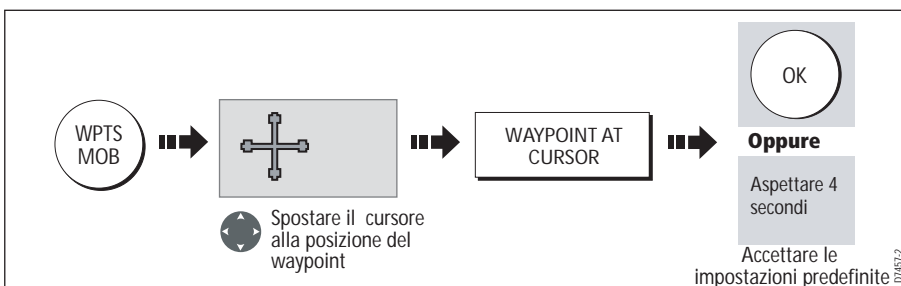 WPTS
MOB
Spostare il cursore
alla posizione del
waypoint
WAYPOINT AT
CURSOR
OK
Oppure
Aspettare 4
secondi
Accettare le
impostazioni predefinite
D7457-2